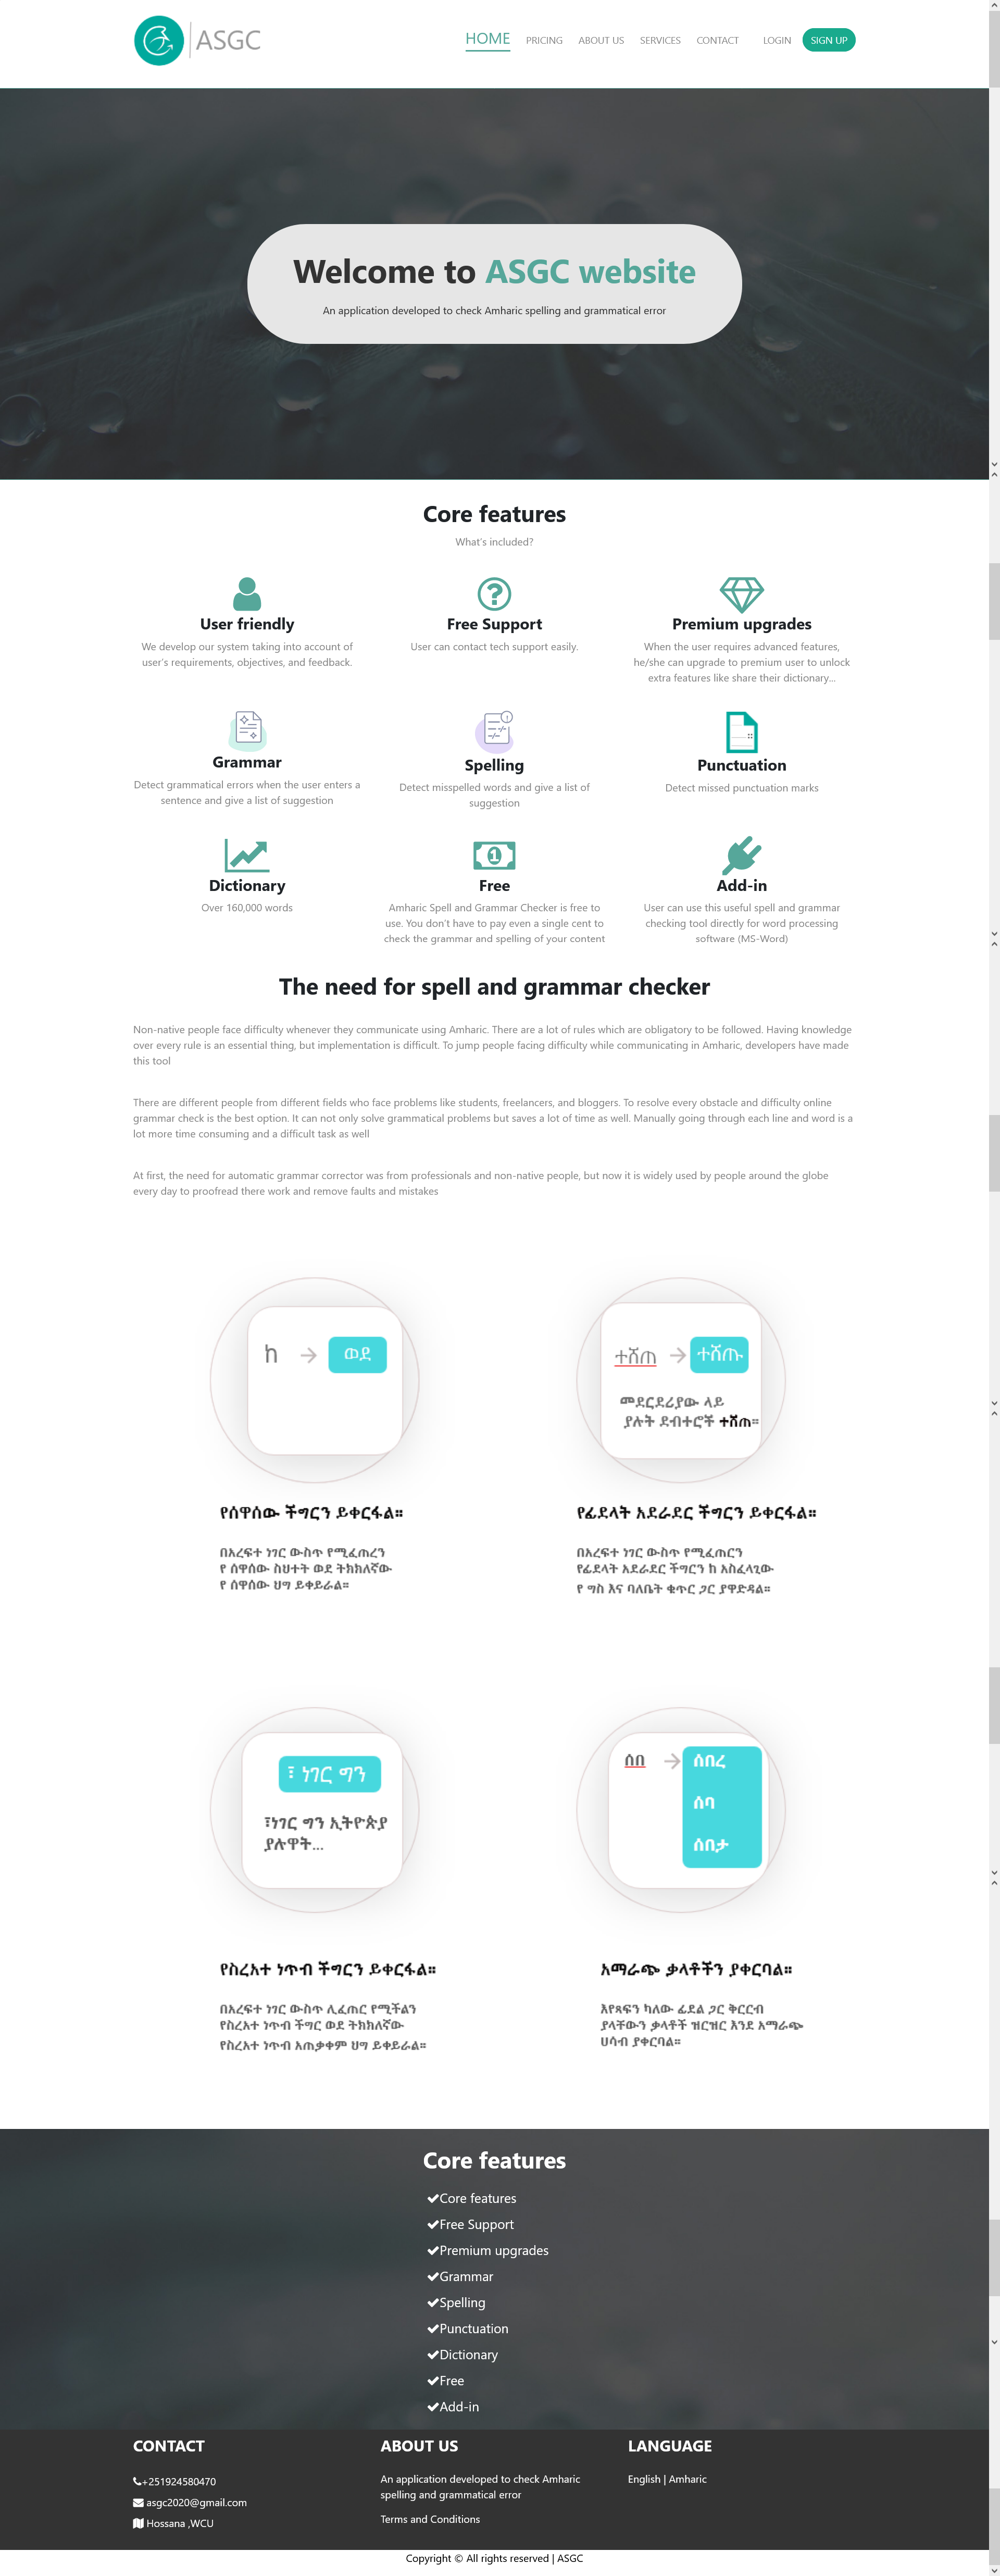 ASGC
HOME PRICING ABOUT US SERVICES CONTACT LOGIN SIGN UP
Welcome to ASGC website
An application developed to check Amharic spelling and grammatical error
Core features
What's included?
User friendly
We develop our system taking into account of
user's requirements, objectives, and feedback.
Free Support
User can contact tech support easily.
Premium upgrades
When the user requires advanced features,
he/she can upgrade to premium user to unlock
extra features like share their dictionary...
Grammar
Detect grammatical errors when the user enters a
sentence and give a list of suggestion
Spelling
Detect misspelled words and give a list of
suggestion
Punctuation
Detect missed punctuation marks
Dictionary
Over 160,000 words
Free
Amharic Spell and Grammar Checker is free to
use. You don't have to pay even a single cent to
check the grammar and spelling of your content
Add-in
User can use this useful spell and grammar
checking tool directly for word processing
software (MS-Word)
The need for spell and grammar checker
Non-native people face difficulty whenever they communicate using Amharic. There are a lot of rules which are obligatory to be followed. Having knowledge
over every rule is an essential thing, but implementation is difficult. To jump people facing difficulty while communicating in Amharic, developers have made
this tool
There are different people from different fields who face problems like students, freelancers, and bloggers. To resolve every obstacle and difficulty online
grammar check is the best option. It can not only solve grammatical problems but saves a lot of time as well. Manually going through each line and word is a
lot more time consuming and a difficult task as well
At first, the need for automatic grammar corrector was from professionals and non-native people, but now it is widely used by people around the globe
every day to proofread there work and remove faults and mistakes
ከ → ወደ
የሰዋሰው ችግርን ይቀርፋል።
በአረፍተ ነገር ውስጥ የሚፈጠረን
የ ሰዋሰው ስህተት ወደ ትክክለኛው
የ ሰዋሰው ህግ ይቀይራል።
ተሸጠ → ተሸጡ
መደርደሪያው ላይ
ያሉት ደብተሮች ተሸጠ።
የፊደላት አደራደር ችግርን ይቀርፋል።
በአረፍተ ነገር ውስጥ የሚፈጠርን
የፊደላት አደራደር ችግርን ከ አስፈላጊው
የ ግስ እና ባለቤት ቁጥር ጋር ያዋድዳል።
፤ ነገር ግን
፣ነገር ግን ኢትዮጵያ
ያሉዋት...
የስረአተ ነጥብ ችግርን ይቀርፋል።
በአረፍተ ነገር ውስጥ ሊፈጠር የሚችልን
የስረአተ ነጥብ ችግር ወደ ትክክለኛው
የስረአተ ነጥብ አጠቃቀም ህግ ይቀይራል።
ሰበ → ሰበረ
ሰባ
ሰበታ
አማራጭ ቃላቶችን ያቀርባል።
እየጻፍን ካለው ፊደል ጋር ቅርርብ
ያላቸውን ቃላቶች ዝርዝር እንደ አማራጭ
ሀሳብ ያቀርባል።
Core features
Core features
Free Support
Premium upgrades
Grammar
Spelling
Punctuation
Dictionary
Free
Add-in
CONTACT
+251924580470
asgc2020@gmail.com
Hossana ,WCU
ABOUT US
An application developed to check Amharic
spelling and grammatical error
Terms and Conditions
LANGUAGE
English | Amharic
Copyright © All rights reserved | ASGC